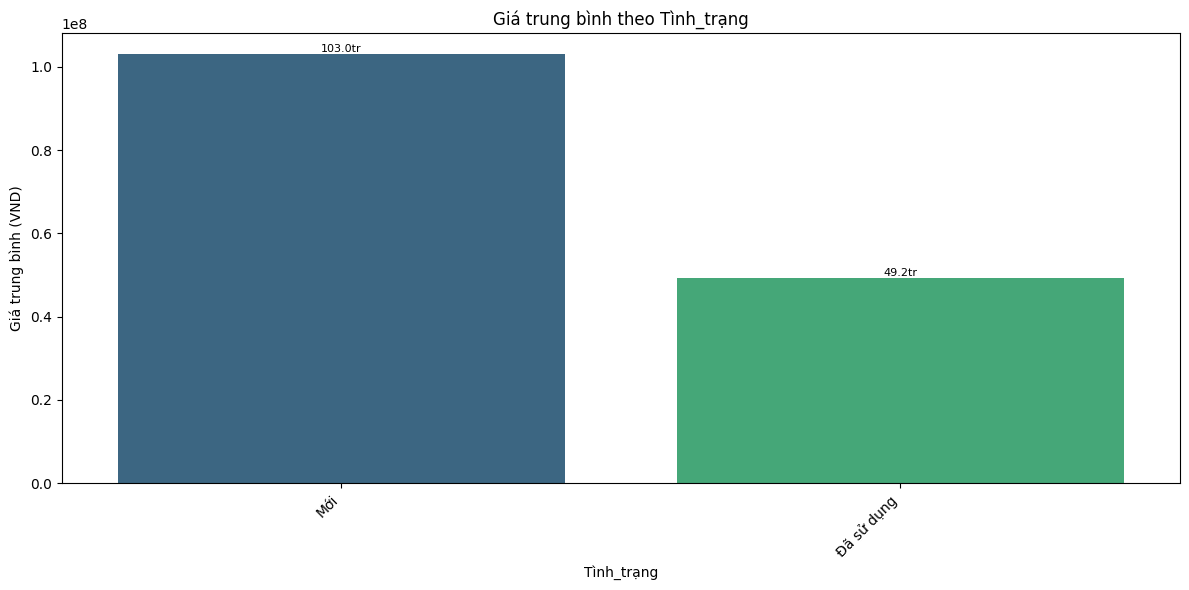 Giá trung bình theo Tình_trạng
1e8
103.0tr
1.0
0.8
0.6
49.2tr
0.4
0.2
0.0
Giá trung bình (VND)
Mới
Đã sử dụng
Tình_trạng